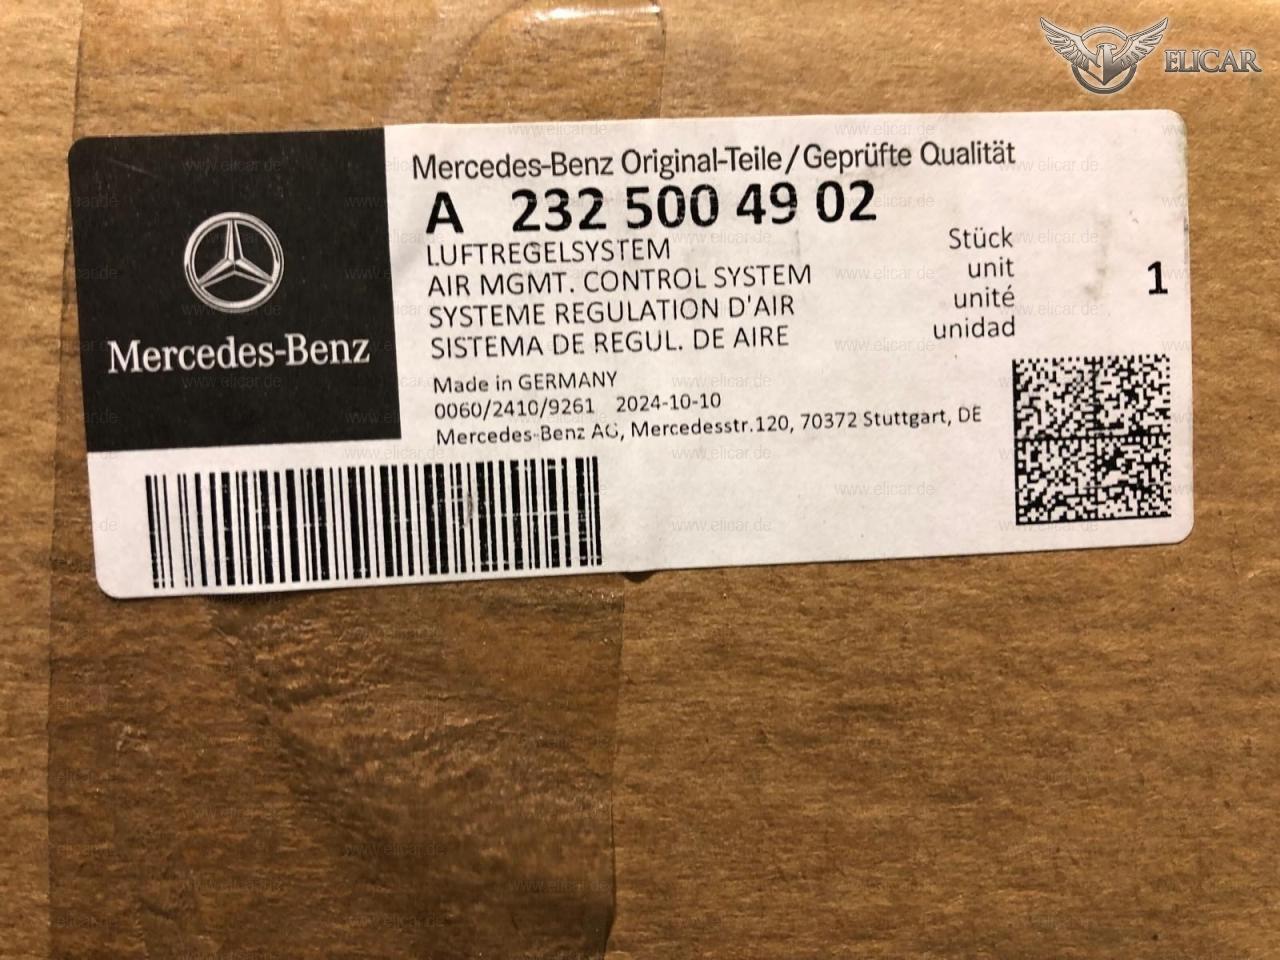 ELICAR
Mercedes-Benz Original-Teile/Geprüfte Qualität
A 232 500 49 02
LUFTREGELSYSTEM
AIR MGMT. CONTROL SYSTEM
SYSTEME REGULATION D'AIR
SISTEMA DE REGUL. DE AIRE
Stück
unit
unité
unidad
1
Mercedes-Benz
Made in GERMANY
0060/2410/9261 2024-10-10
Mercedes-Benz AG, Mercedesstr.120, 70372 Stuttgart, DE
www.elicar.de